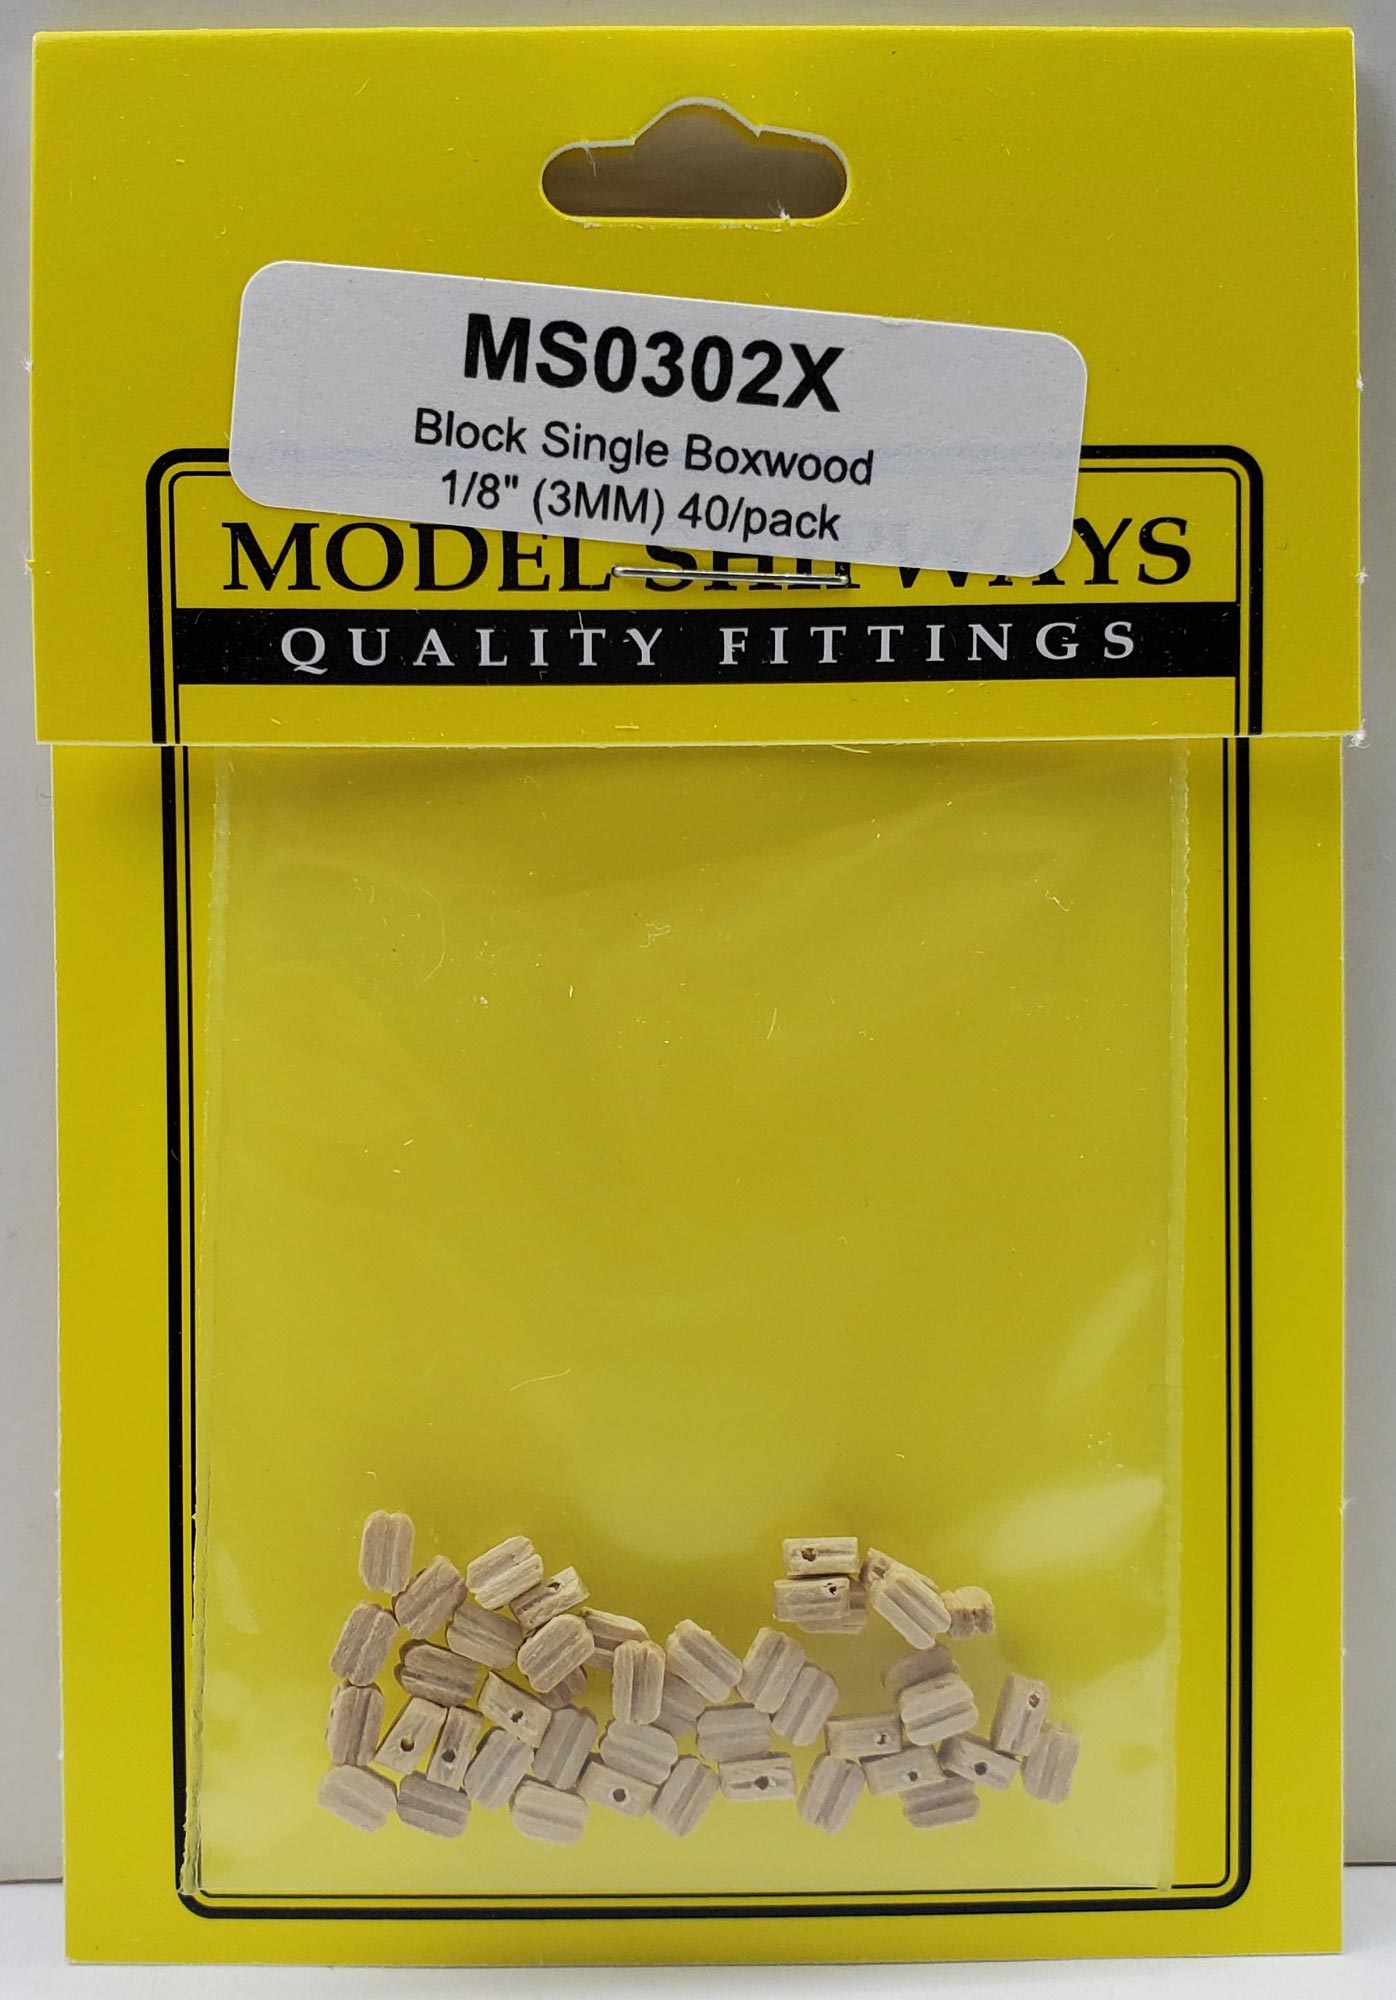 MS0302X
Block Single Boxwood
1/8" (3MM) 40/pack
MODEL SHIPWAYS
QUALITY FITTINGS